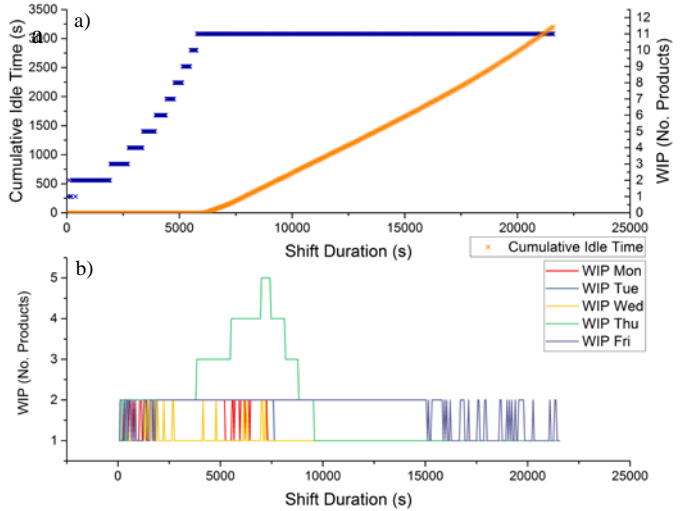 a)
a
3500
3000
2500
2000
1500
1000
500
0
Cumulative Idle Time (s)
12
11
10
9
8
7
6
5
4
3
2
1
0
WIP (No. Products)
0 5000 10000 15000 20000 25000
Shift Duration (s)
Cumulative Idle Time
b)
WIP Mon
WIP Tue
WIP Wed
WIP Thu
WIP Fri
5
4
3
2
1
WIP (No. Products)
0 5000 10000 15000 20000 25000
Shift Duration (s)